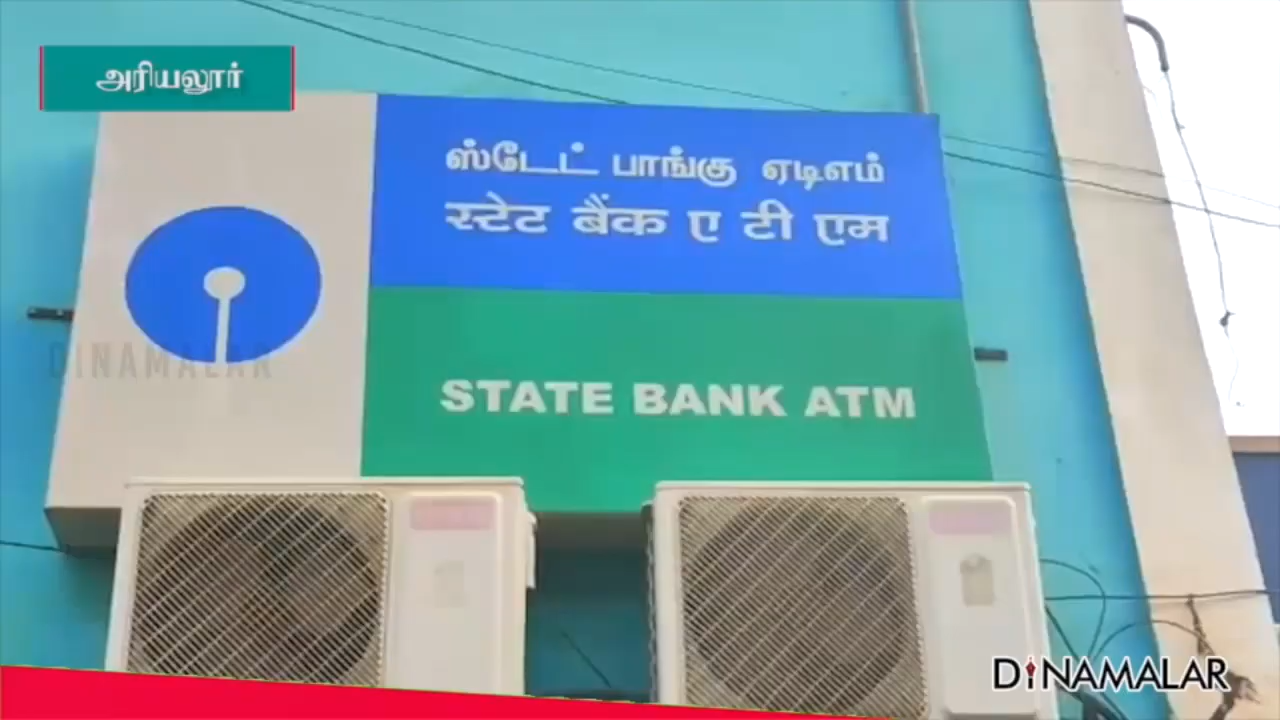 அரியலூர்
ஸ்டேட் பாங்கு ஏடிஎம்
स्टेट बैंक ए टी एम
DINAMALAR
STATE BANK ATM
DINAMALAR